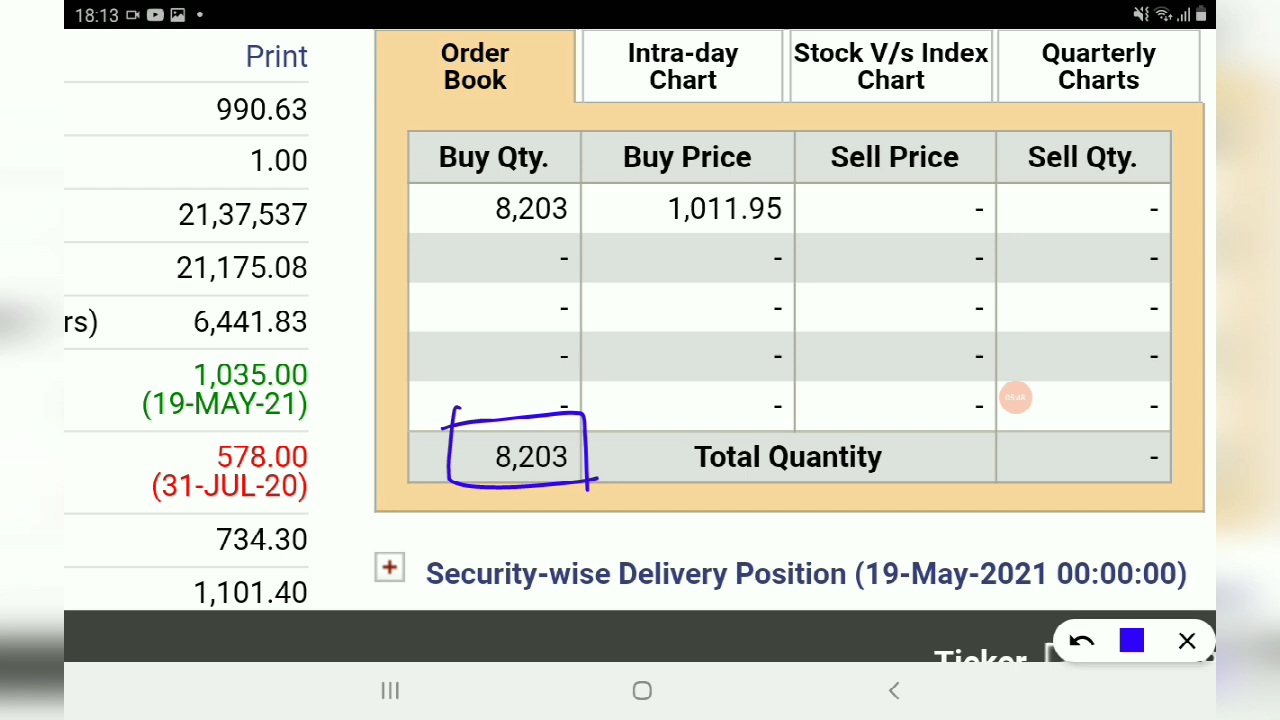 18:13
Print
990.63
1.00
21,37,537
21,175.08
rs) 6,441.83
1,035.00
(19-MAY-21)
578.00
(31-JUL-20)
734.30
1,101.40
Order Book
Intra-day Chart
Stock V/s Index Chart
Quarterly Charts
Buy Qty. Buy Price Sell Price Sell Qty.
8,203 1,011.95 - -
- - - -
- - - -
- - - -
- - - -
8,203 Total Quantity -
Security-wise Delivery Position (19-May-2021 00:00:00)
Ticker